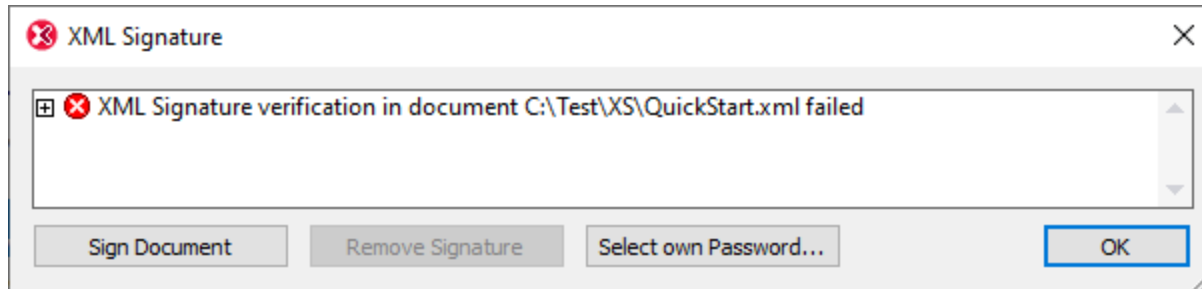 XML Signature
XML Signature verification in document C:\Test\XS\QuickStart.xml failed
Sign Document
Remove Signature
Select own Password...
OK